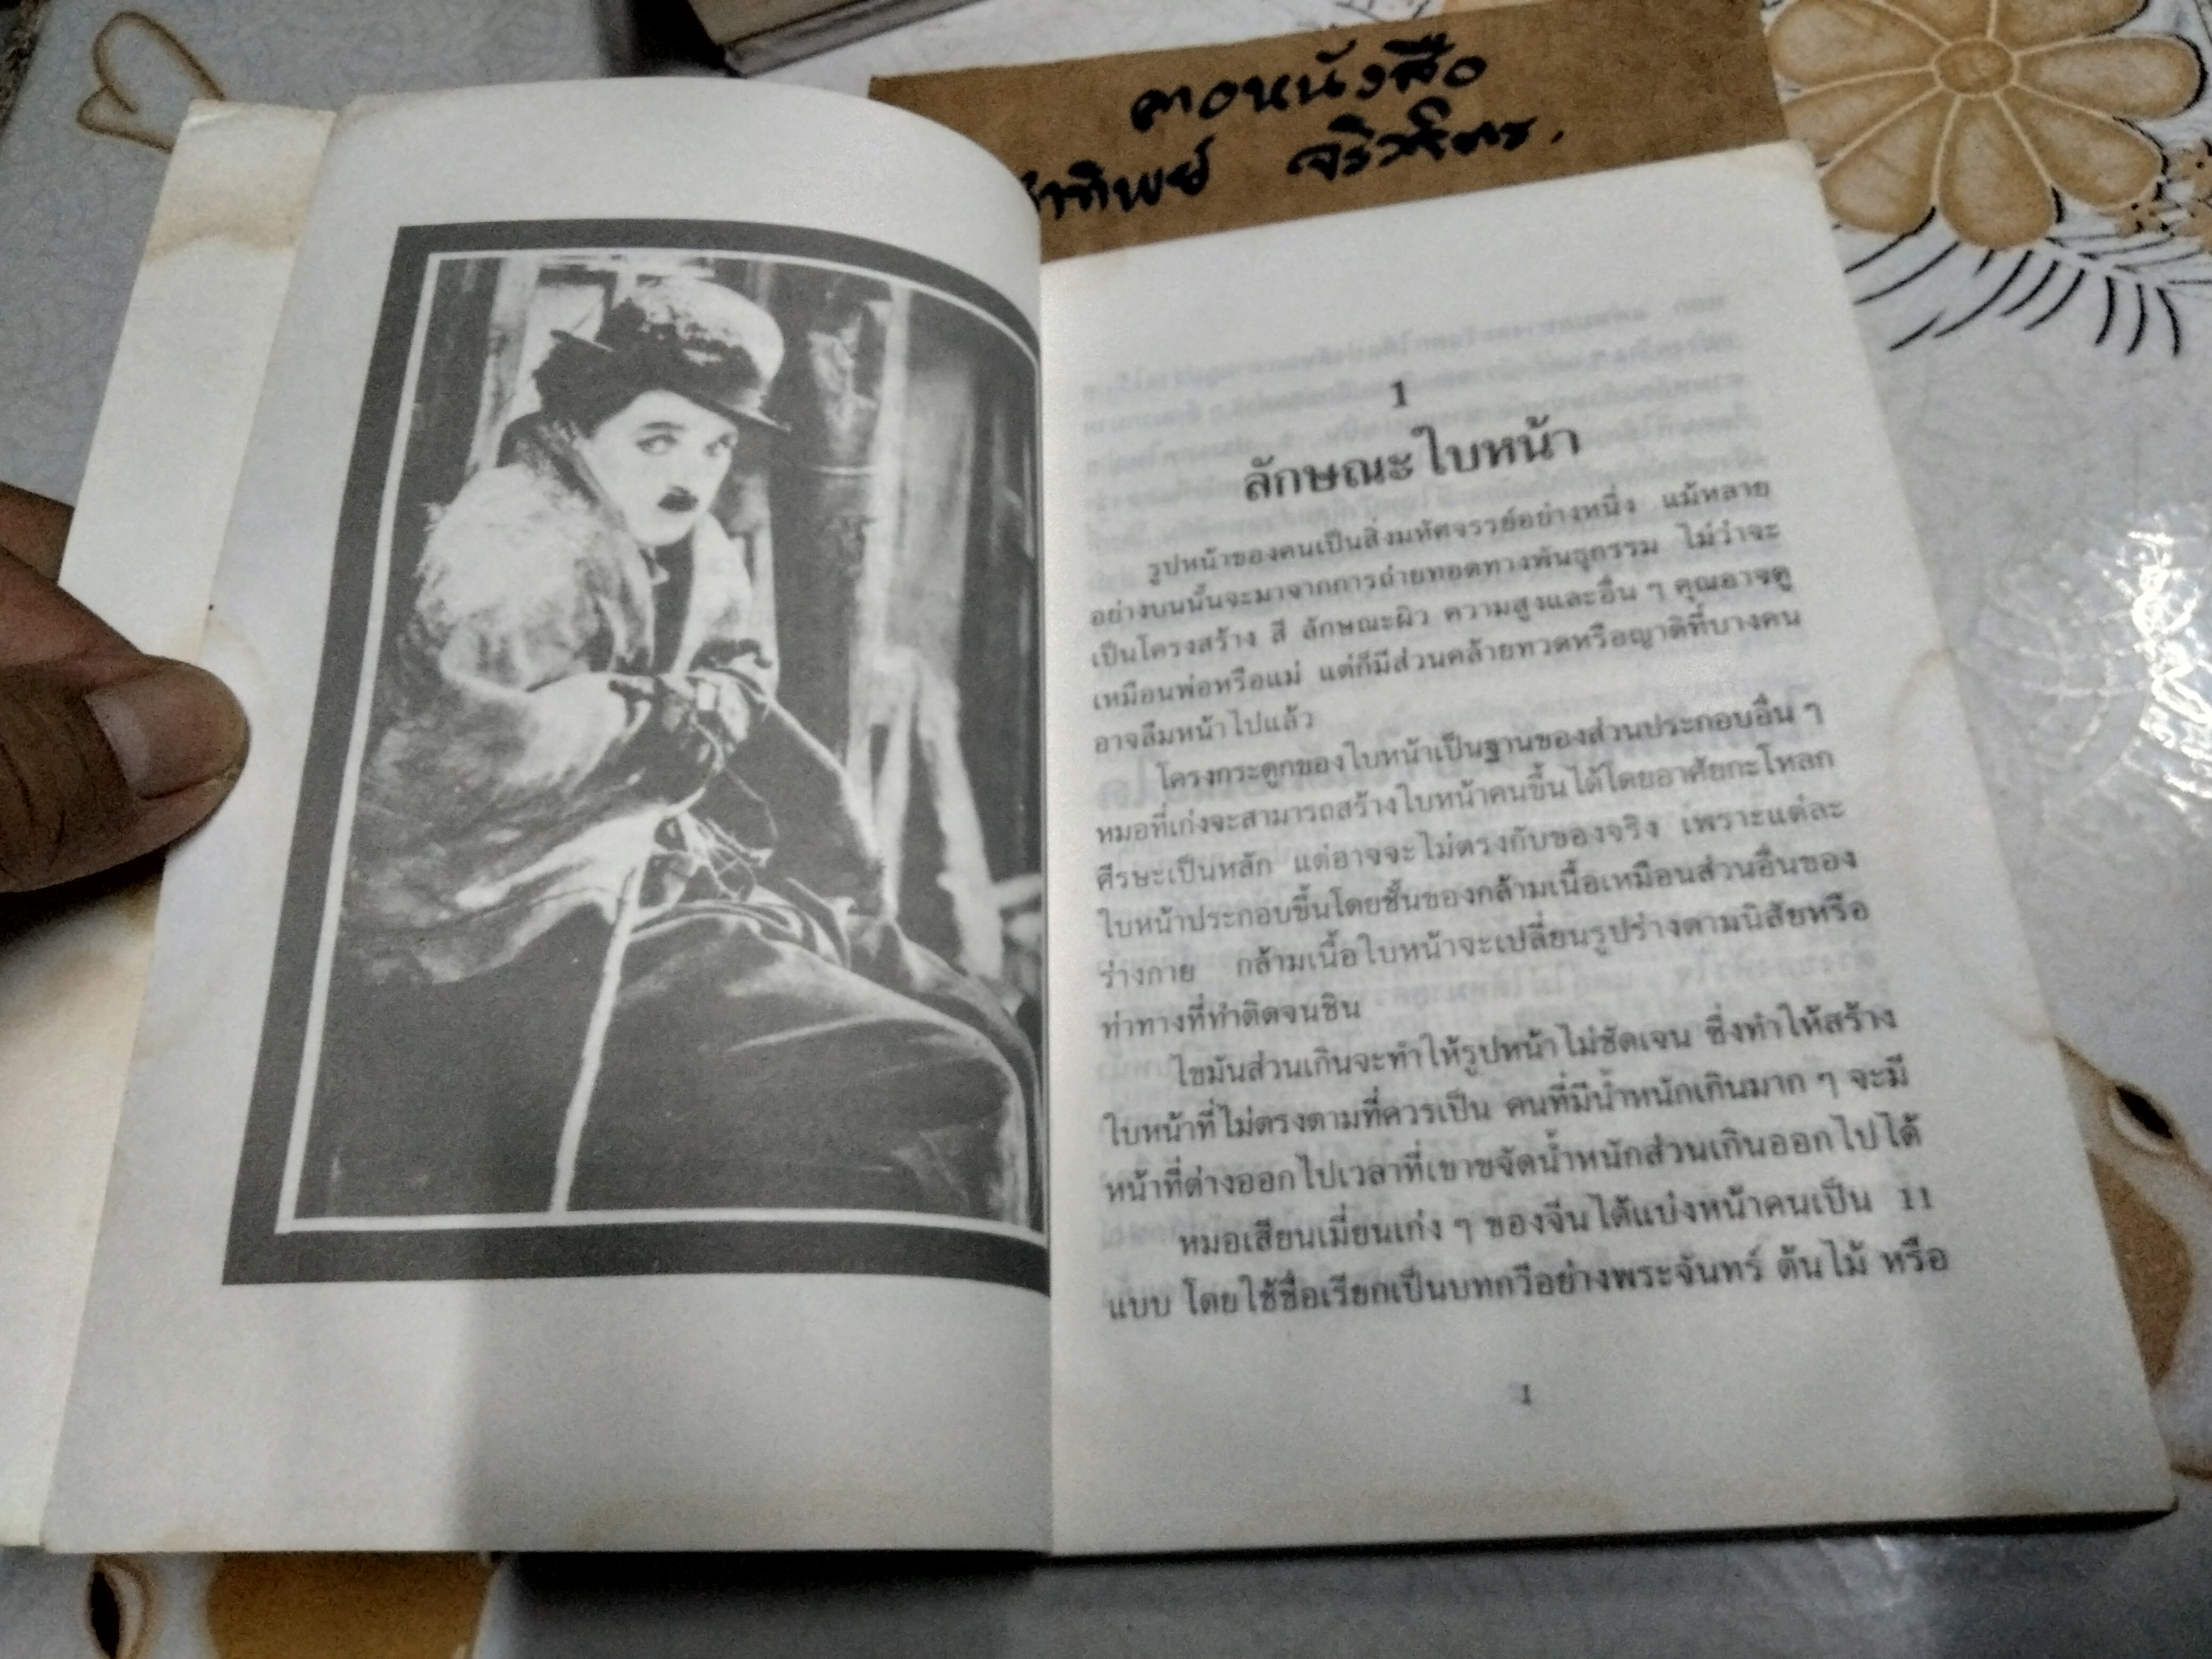 คาอหนังสือ
าทิพย์
1
ลักษณะใบหน้า
รูปหน้าของคนเป็นสิ่งมหัศจรรย์อย่างหนึ่ง แม้หลาย
อย่างบนนั้นจะมาจากการถ่ายทอดทวงพันธุกรรม ไม่ว่าจะ
เป็นโครงสร้าง สี ลักษณะผิว ความสูงและอื่น ๆ คุณอาจดู
เหมือนพ่อหรือแม่ แต่ก็มีส่วนคล้ายทวดหรือญาติที่บางคน
อาจลืมหน้าไปแล้ว
โครงกระดูกของใบหน้าเป็นฐานของส่วนประกอบอื่น ๆ
หมอที่เก่งจะสามารถสร้างใบหน้าคนขึ้นได้โดยอาศัยกะโหลก
ศีรษะเป็นหลัก แต่อาจจะไม่ตรงกับของจริง เพราะแต่ละ
ใบหน้าประกอบขึ้นโดยชั้นของกล้ามเนื้อเหมือนส่วนอื่นของ
ร่างกาย กล้ามเนื้อใบหน้าจะเปลี่ยนรูปร่างตามนิสัยหรือ
ท่าทางที่ทำติดจนชิน
ไขมันส่วนเกินจะทำให้รูปหน้าไม่ชัดเจน ซึ่งทำให้สร้าง
ใบหน้าที่ไม่ตรงตามที่ควรเป็น คนที่มีน้ำหนักเกินมาก ๆ จะมี
หน้าที่ต่างออกไปเวลาที่เขาขจัดน้ำหนักส่วนเกินออกไปได้
หมอเสียนเมี่ยนเก่ง ๆ ของจีนได้แบ่งหน้าคนเป็น 11
แบบ โดยใช้ชื่อเรียกเป็นบทกวีอย่างพระจันทร์ ต้นไม้ หรือ
1